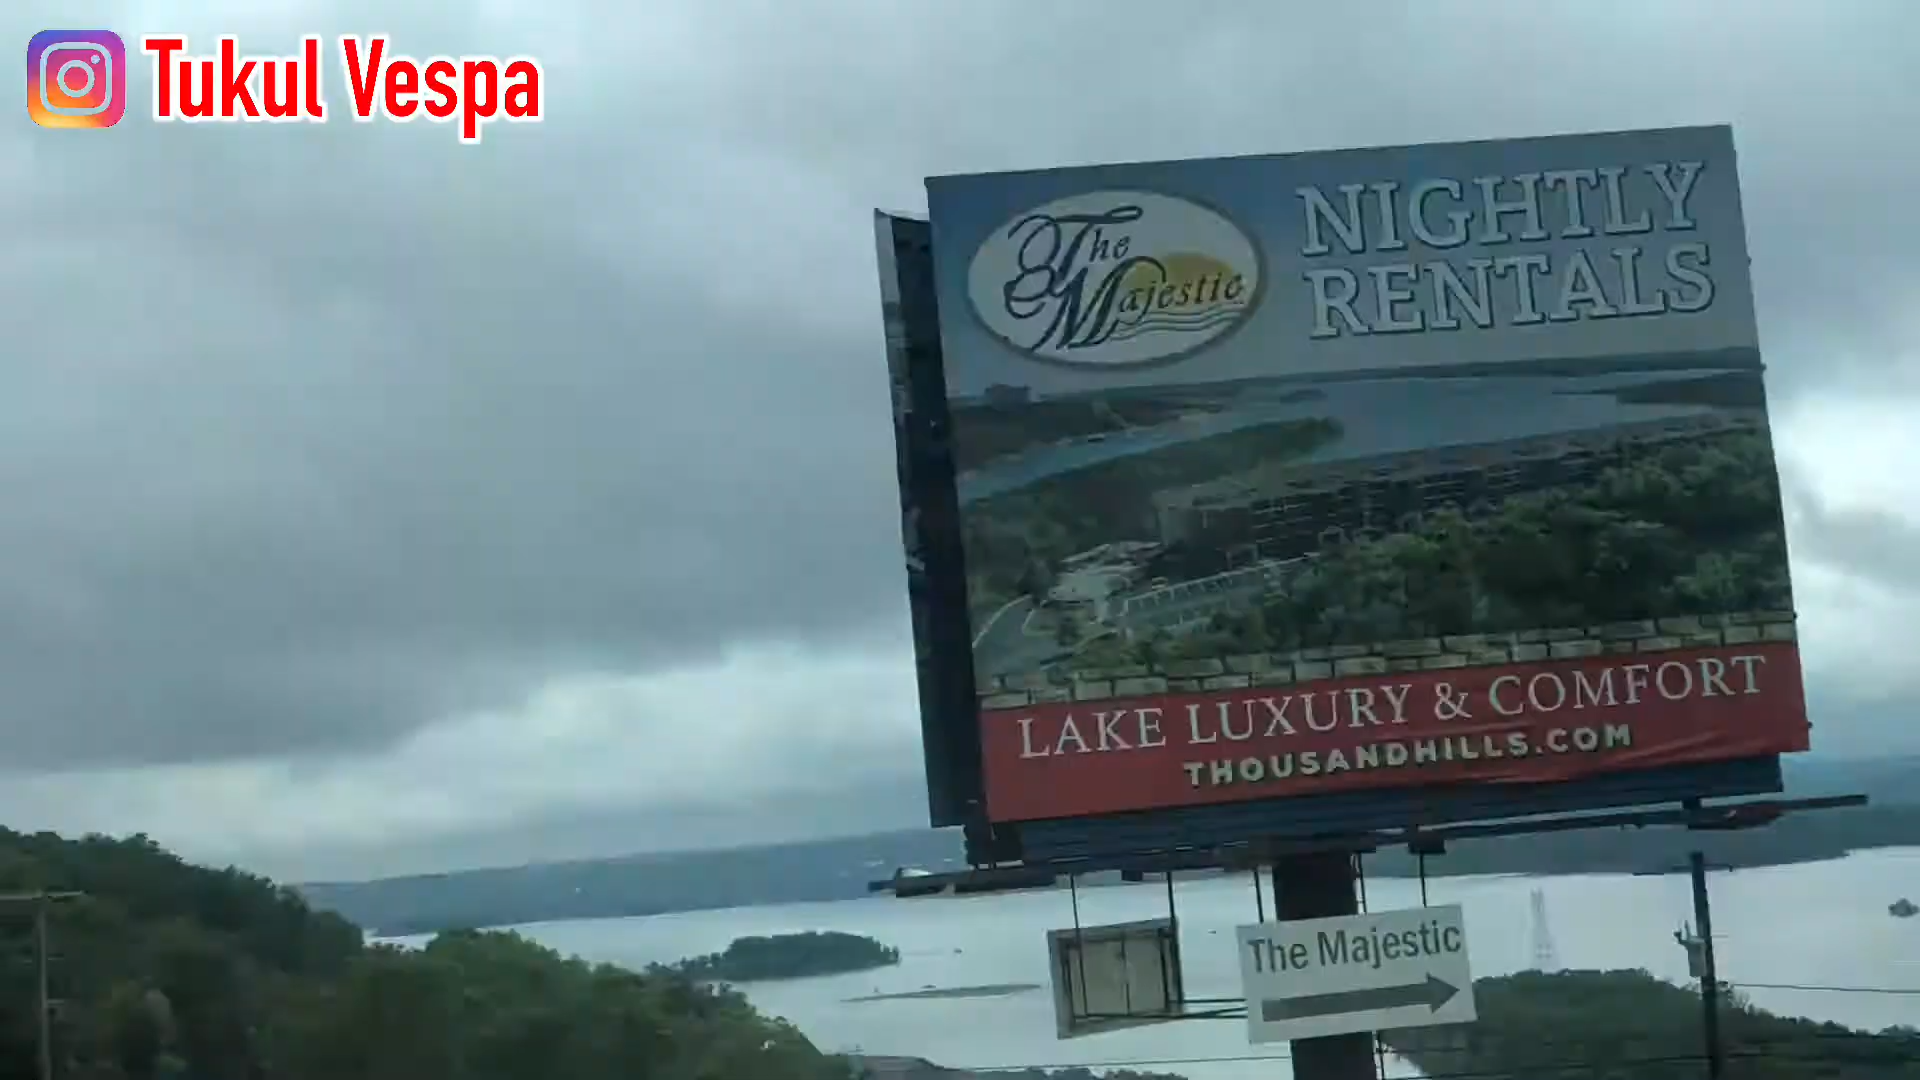 Tukul Vespa
The
Majestic
NIGHTLY
RENTALS
LAKE LUXURY & COMFORT
THOUSANDHILLS.COM
The Majestic